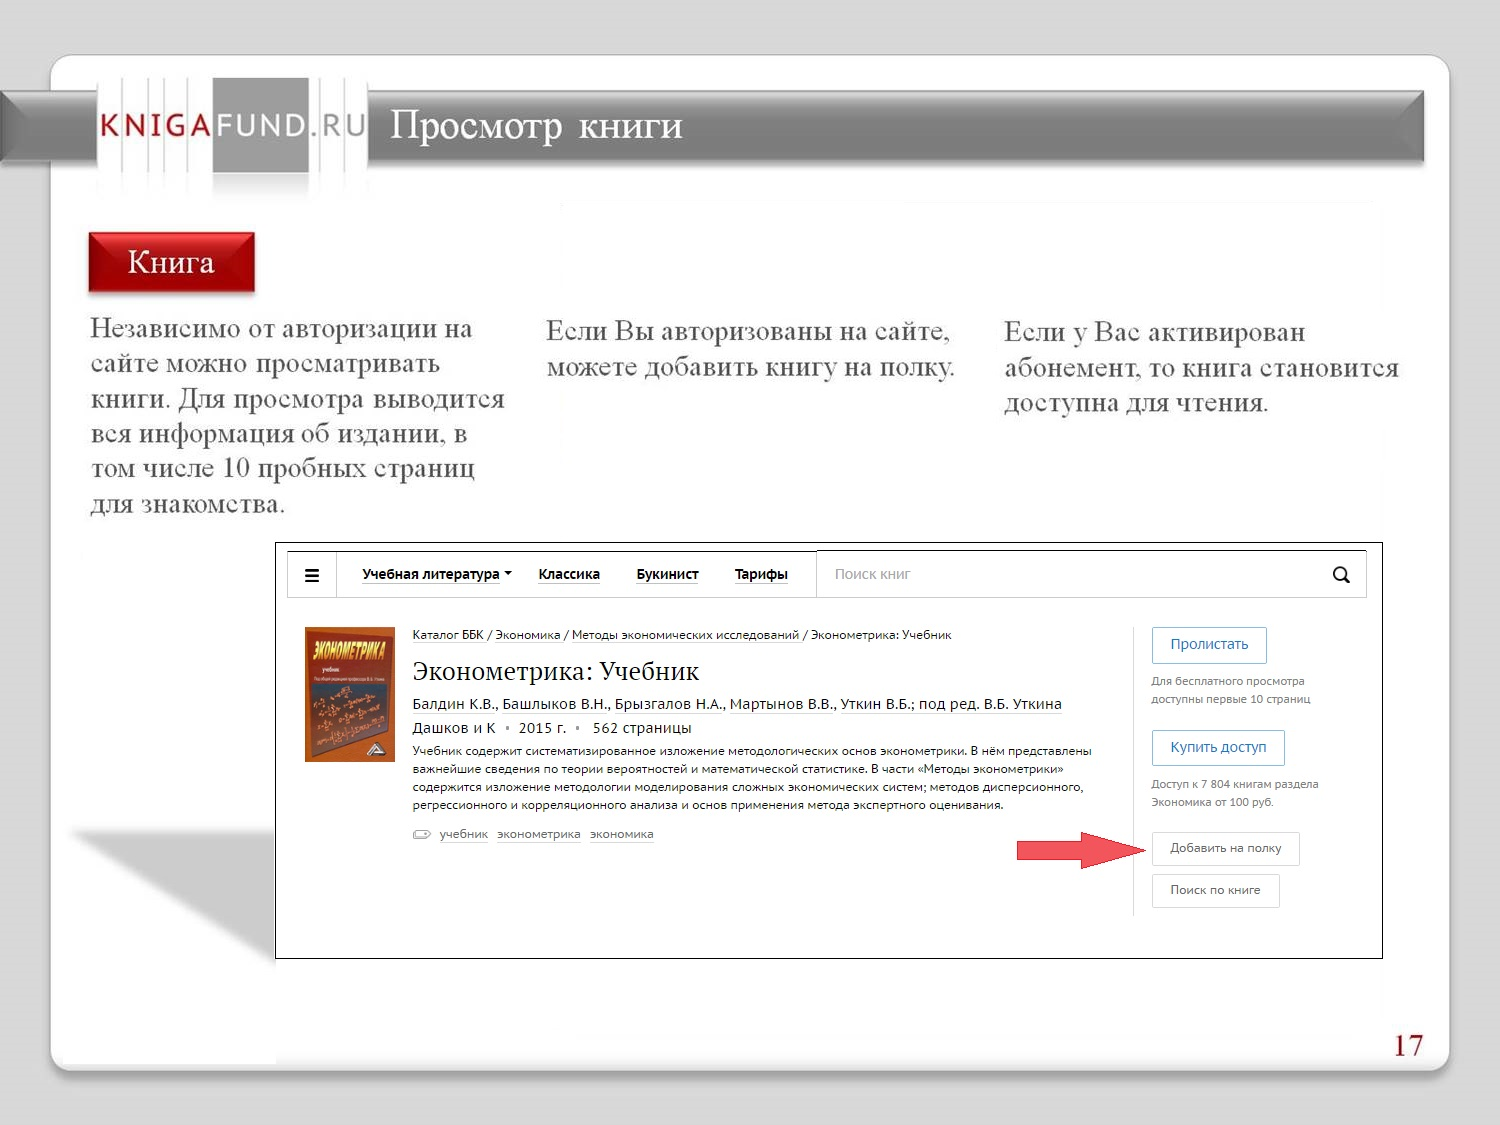 KNIGAFUND.RU
Просмотр книги
Книга
Независимо от авторизации на
сайте можно просматривать
книги. Для просмотра выводится
вся информация об издании, в
том числе 10 пробных страниц
для знакомства.
Если Вы авторизованы на сайте,
можете добавить книгу на полку.
Если у Вас активирован
абонемент, то книга становится
доступна для чтения.
Учебная литература
Классика
Букинист
Тарифы
Поиск книг
ЭКОНОМЕТРИКА
учебник
Каталог ББК / Экономика / Методы экономических исследований / Эконометрика: Учебник
Эконометрика: Учебник
Балдин К.В., Башлыков В.Н., Брызгалов Н.А., Мартынов В.В., Уткин В.Б.; под ред. В.Б. Уткина
Дашков и К • 2015 г. • 562 страницы
Учебник содержит систематизированное изложение методологических основ эконометрики. В нём представлены
важнейшие сведения по теории вероятностей и математической статистике. В части «Методы эконометрики»
содержится изложение методологии моделирования сложных экономических систем; методов дисперсионного,
регрессионного и корреляционного анализа и основ применения метода экспертного оценивания.
учебник эконометрика экономика
Пролистать
Для бесплатного просмотра
доступны первые 10 страниц
Купить доступ
Доступ к 7 804 книгам раздела
Экономика от 100 руб.
Добавить на полку
Поиск по книге
17